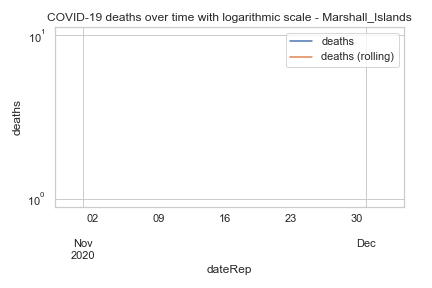 COVID-19 deaths over time with logarithmic scale - Marshall_Islands
deaths
deaths (rolling)
10¹
deaths
10⁰
02 09 16 23 30
Nov Dec
2020
dateRep